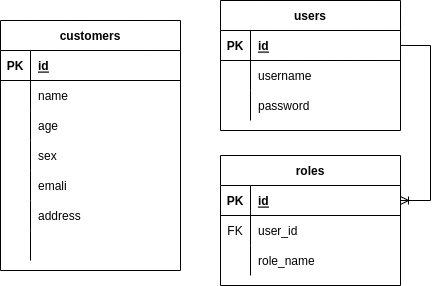 customers
PK id
name
age
sex
emali
address
users
PK id
username
password
roles
PK id
FK user_id
role_name